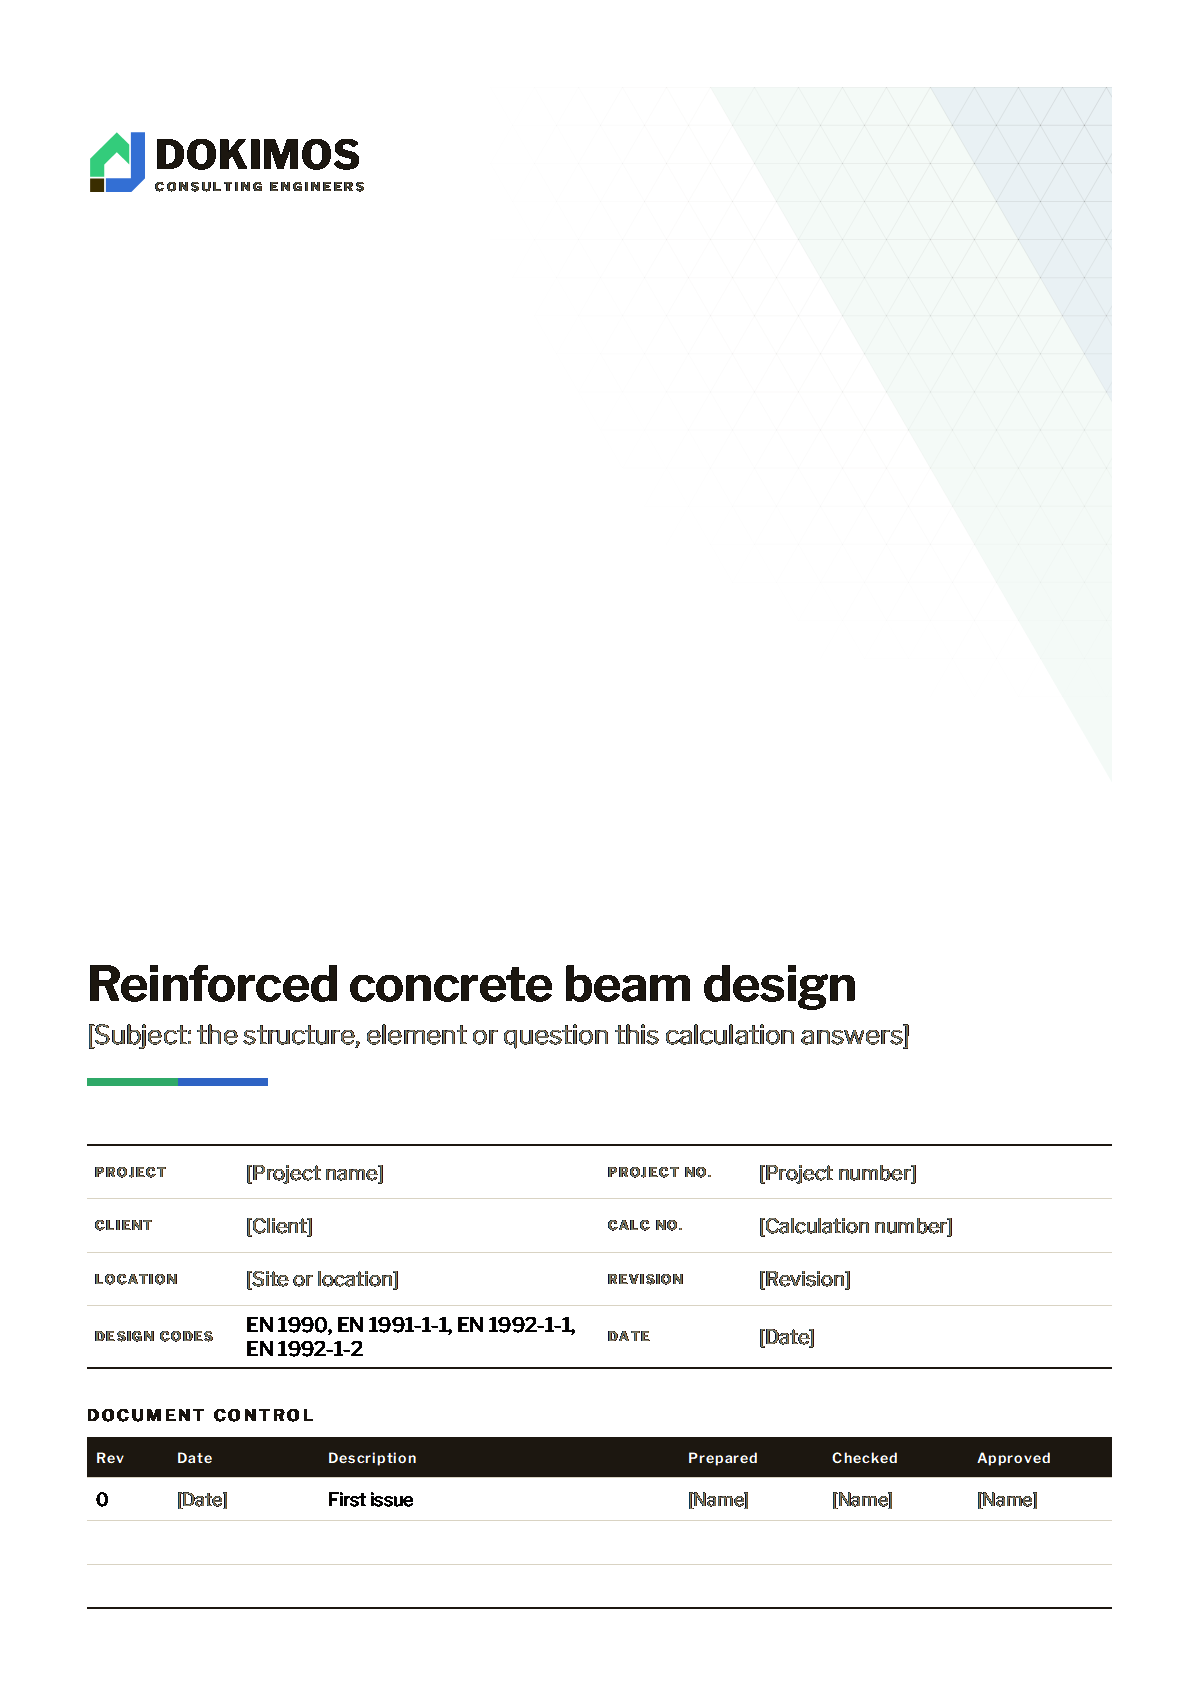 DOKIMOS
CONSULTING ENGINEERS
Reinforced concrete beam design
[Subject: the structure, element or question this calculation answers]
PROJECT [Project name] PROJECT NO. [Project number]
CLIENT [Client] CALC NO. [Calculation number]
LOCATION [Site or location] REVISION [Revision]
DESIGN CODES EN 1990, EN 1991-1-1, EN 1992-1-1, EN 1992-1-2 DATE [Date]
DOCUMENT CONTROL
Rev Date Description Prepared Checked Approved
0 [Date] First issue [Name] [Name] [Name]